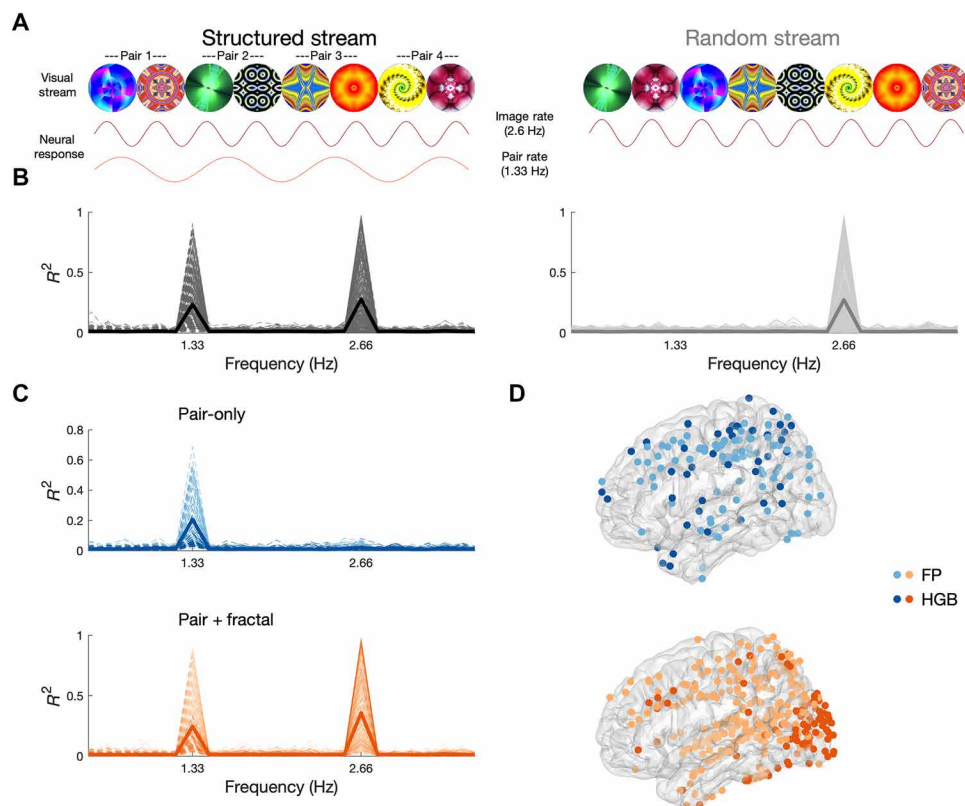 A
Structured stream
Random stream
--- Pair 1---
--- Pair 2---
--- Pair 3---
--- Pair 4---
Visual
stream
Neural
response
Image rate
(2.6 Hz)
Pair rate
(1.33 Hz)
B
1
0.5
0
R²
1.33
2.66
Frequency (Hz)
1
0.5
0
1.33
2.66
Frequency (Hz)
C
Pair-only
0.8
0.6
0.4
0.2
0
R²
1.33
2.66
Pair + fractal
1
0.5
0
R²
1.33
2.66
Frequency (Hz)
D
FP
HGB